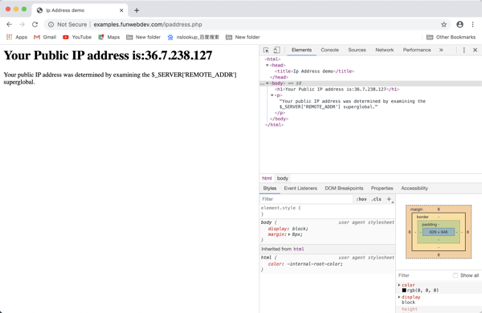 Ip Address demo
Not Secure | examples.funwebdev.com/ipaddress.php
Apps Gmail YouTube Maps New folder nslookup_百度搜索 New folder Other Bookmarks
Your Public IP address is:36.7.238.127
Your public IP address was determined by examining the $_SERVER['REMOTE_ADDR']
superglobal.
Elements Console Sources Network Performance »
<html>
▾<head>
<title>Ip Address demo</title>
</head>
…▾<body> == $0
<h1>Your Public IP address is:36.7.238.127</h1>
▾<p>
"Your public IP address was determined by examining the
$_SERVER['REMOTE_ADDR'] superglobal."
</p>
</body>
</html>
html body
Styles Event Listeners DOM Breakpoints Properties Accessibility
Filter :hov .cls +
element.style {
}
body { user agent stylesheet
display: block;
margin:▸8px;
}
Inherited from html
html { user agent stylesheet
color: -internal-root-color;
}
margin 8
border -
padding -
8 - - - - 8
-
-
8
Filter Show all
▸color
rgb(0, 0, 0)
▸display
block
height